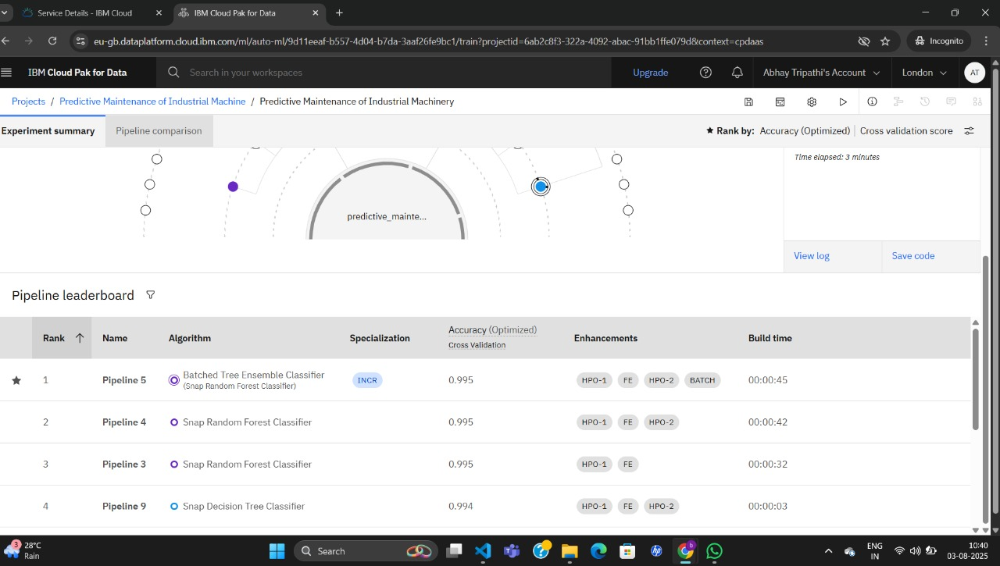 Service Details - IBM Cloud
IBM Cloud Pak for Data
eu-gb.dataplatform.cloud.ibm.com/ml/auto-ml/9d11eeaf-b557-4d04-b7da-3aaf26fe9bc1/train?projectid=6ab2c8f3-322a-4092-abac-91bb1ffe079d&context=cpdaas
Incognito
IBM Cloud Pak for Data
Search in your workspaces
Upgrade
Abhay Tripathi's Account
London
AT
Projects / Predictive Maintenance of Industrial Machine / Predictive Maintenance of Industrial Machinery
Experiment summary
Pipeline comparison
Rank by: Accuracy (Optimized) | Cross validation score
predictive_mainte...
Time elapsed: 3 minutes
View log
Save code
Pipeline leaderboard
Rank Name Algorithm Specialization Accuracy (Optimized) Enhancements Build time
Cross Validation
1 Pipeline 5 Batched Tree Ensemble Classifier INCR 0.995 HPO-1 FE HPO-2 BATCH 00:00:45
(Snap Random Forest Classifier)
2 Pipeline 4 Snap Random Forest Classifier 0.995 HPO-1 FE HPO-2 00:00:42
3 Pipeline 3 Snap Random Forest Classifier 0.995 HPO-1 FE 00:00:32
4 Pipeline 9 Snap Decision Tree Classifier 0.994 HPO-1 FE HPO-2 00:00:03
3
28°C
Rain
Search
hp
b
ENG
IN
10:40
03-08-2025